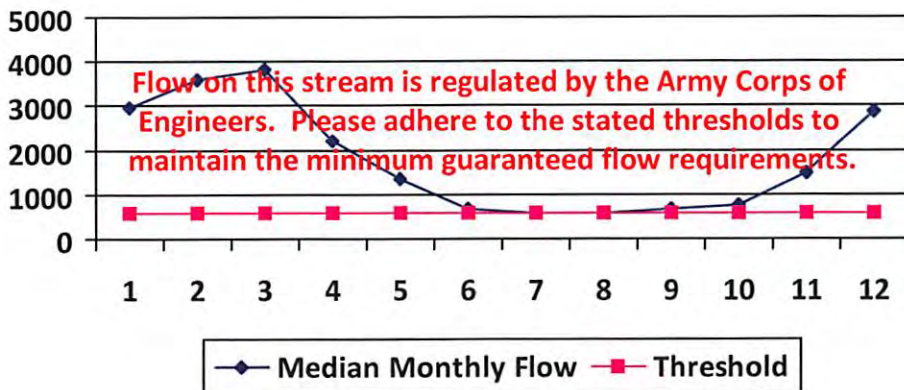 5000
4000
3000
2000
1000
0
Flow on this stream is regulated by the Army Corps of
Engineers. Please adhere to the stated thresholds to
maintain the minimum guaranteed flow requirements.
1 2 3 4 5 6 7 8 9 10 11 12
Median Monthly Flow Threshold